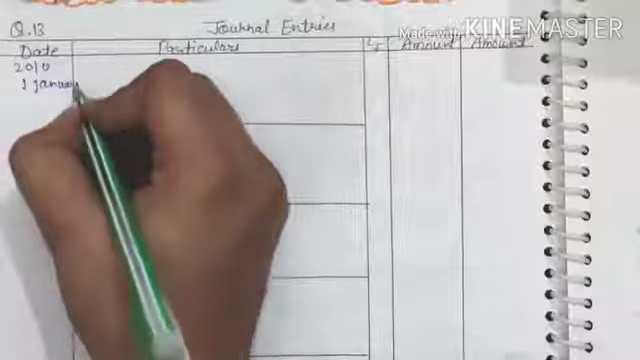 Q.13 Journal Entries
Made with KINEMASTER
Date Particulars L.F Amount Amount
2010
1 January